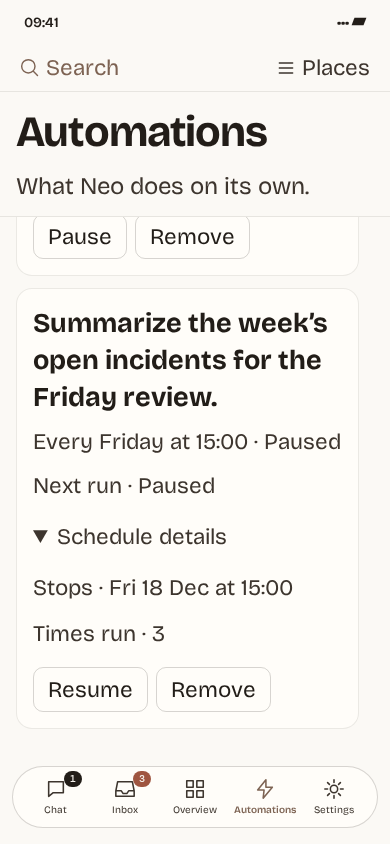 09:41
Search
Places
Automations
What Neo does on its own.
Pause
Remove
Summarize the week’s
open incidents for the
Friday review.
Every Friday at 15:00 · Paused
Next run · Paused
▼ Schedule details
Stops · Fri 18 Dec at 15:00
Times run · 3
Resume
Remove
1
3
Chat
Inbox
Overview
Automations
Settings